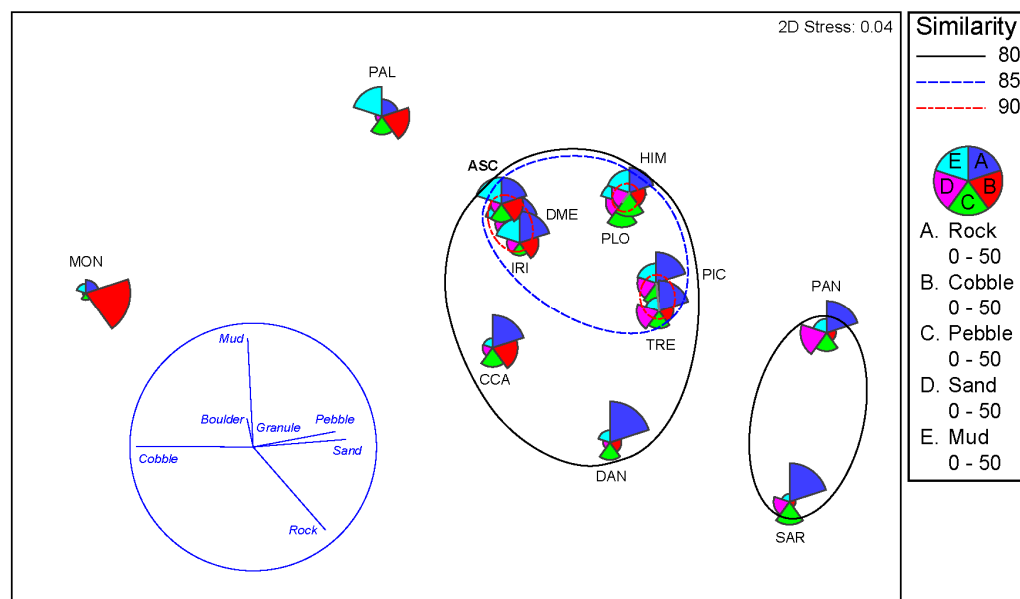 2D Stress: 0.04
PAL
ASC
HIM
DME
PLO
IRI
PIC
MON
PAN
TRE
CCA
DAN
SAR
Mud
Boulder
Granule
Pebble
Cobble
Sand
Rock
Similarity
80
85
90
E A
D B
C
A. Rock
0 - 50
B. Cobble
0 - 50
C. Pebble
0 - 50
D. Sand
0 - 50
E. Mud
0 - 50